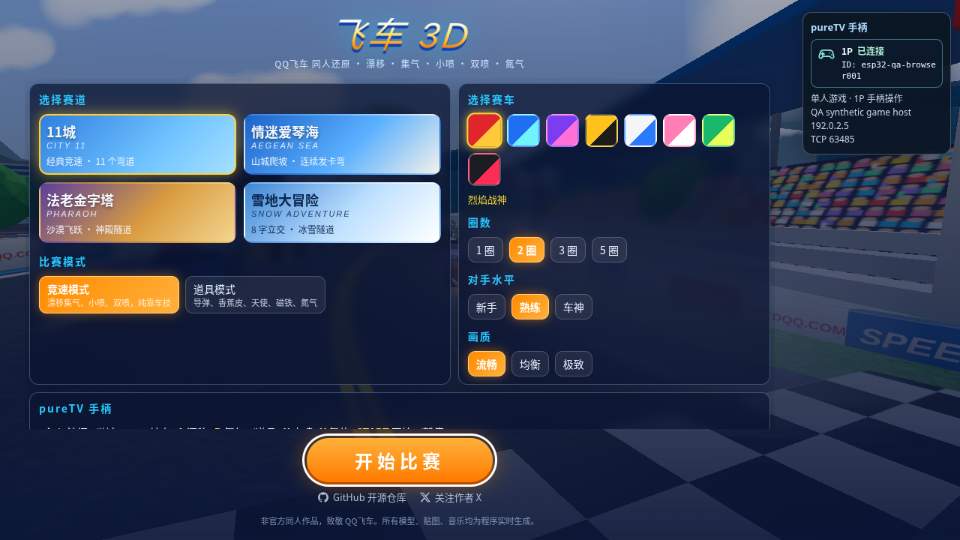 飞车 3D
QQ飞车 同人还原 • 漂移 • 集气 • 小喷 • 双喷 • 氮气
选择赛道
11城
CITY 11
经典竞速 • 11 个弯道
情迷爱琴海
AEGEAN SEA
山城爬坡 • 连续发卡弯
法老金字塔
PHARAOH
沙漠飞跃 • 神殿隧道
雪地大冒险
SNOW ADVENTURE
8 字立交 • 冰雪隧道
比赛模式
竞速模式
漂移集气、小喷、双喷，纯靠车技
道具模式
导弹、香蕉皮、天使、磁铁、氮气
选择赛车
烈焰战神
圈数
1 圈
2 圈
3 圈
5 圈
对手水平
新手
熟练
车神
画质
流畅
均衡
极致
pureTV 手柄
1P 已连接
ID: esp32-qa-browse
r001
单人游戏 · 1P 手柄操作
QA synthetic game host
192.0.2.5
TCP 63485
QQ.COM
SPEE
pureTV 手柄
开始比赛
GitHub 开源仓库
关注作者 X
非官方同人作品，致敬 QQ飞车。所有模型、贴图、音乐均为程序实时生成。